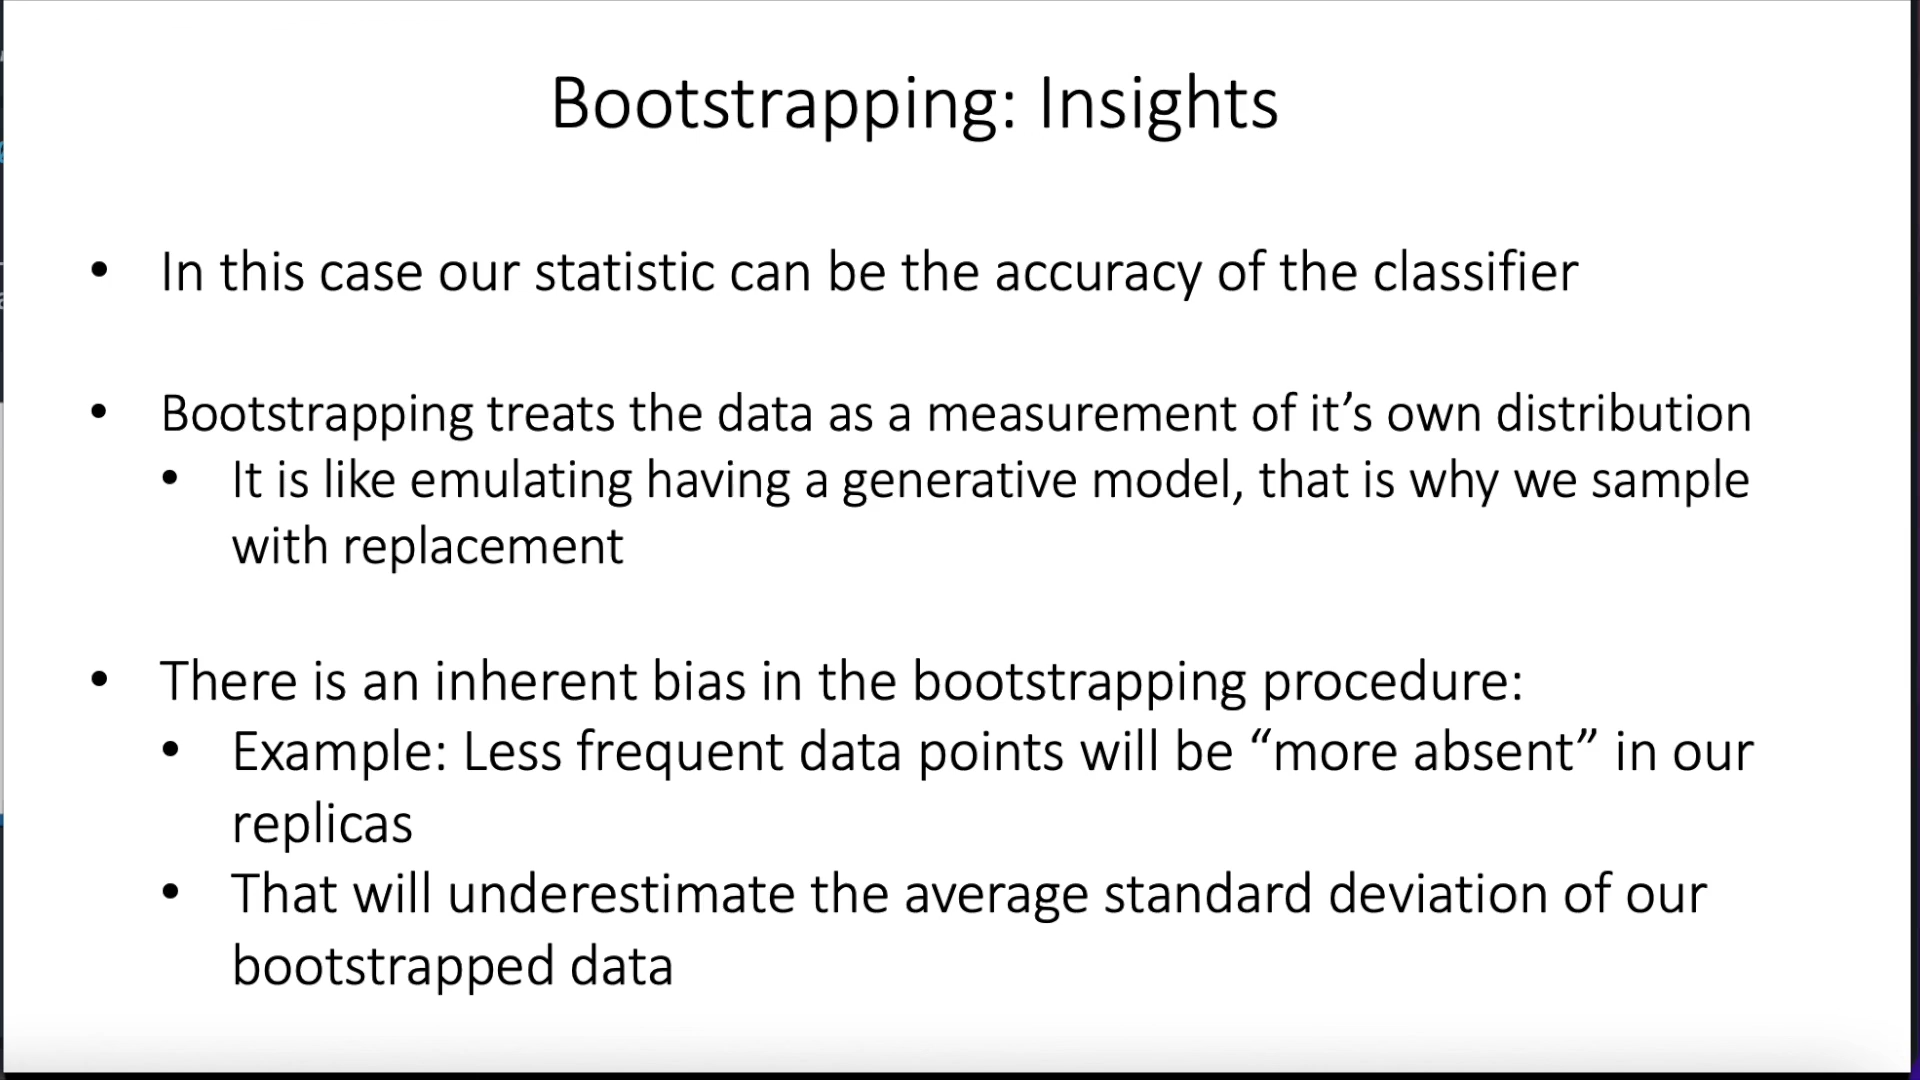 Bootstrapping: Insights
• In this case our statistic can be the accuracy of the classifier
• Bootstrapping treats the data as a measurement of it’s own distribution
• It is like emulating having a generative model, that is why we sample
with replacement
• There is an inherent bias in the bootstrapping procedure:
• Example: Less frequent data points will be “more absent” in our
replicas
• That will underestimate the average standard deviation of our
bootstrapped data